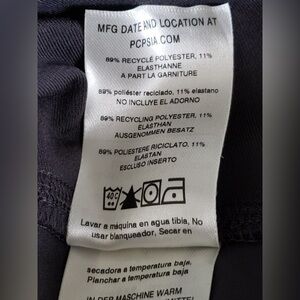 MFG DATE AND LOCATION AT
PCPSIA.COM
89% RECYCLÉ POLYESTER, 11%
ELASTHANNE
A PART LA GARNITURE
89% poliéster reciclado, 11% elastano
NO INCLUYE EL ADORNO
89% RECYCLING POLYESTER, 11%
ELASTHAN
AUSGENOMMEN BESATZ
89% POLIESTERE RICICLATO, 11%
ELASTAN
ESCLUSO INSERTO
40C
Lavar a máquina en agua tibia, No
usar blanqueador, Secar en
secadora a temperatura baja,
Planchar a temperatura baja
IN DER MASCHINE WARM